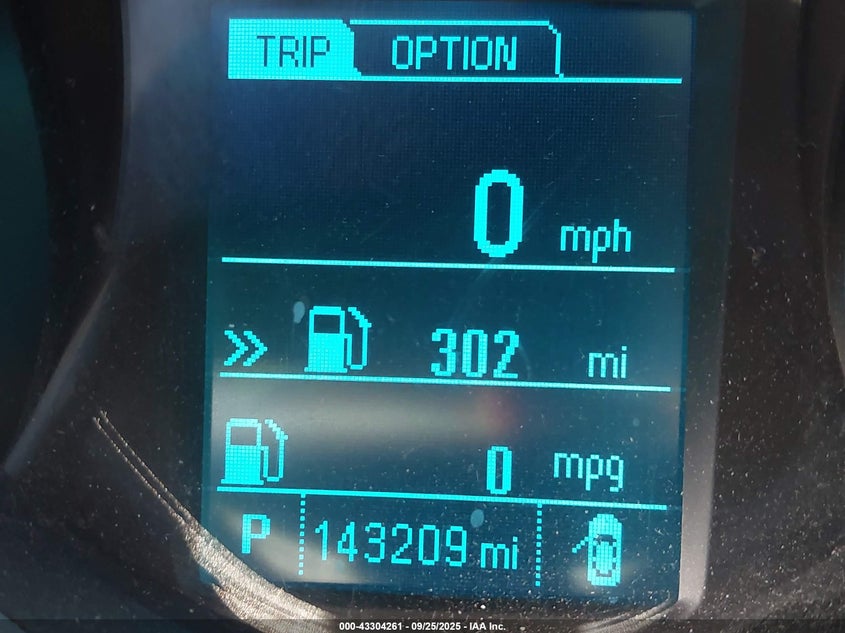 TRIP OPTION
0 mph
302 mi
0 mpg
P 143209 mi
000-43304261 - 09/25/2025 - IAA Inc.